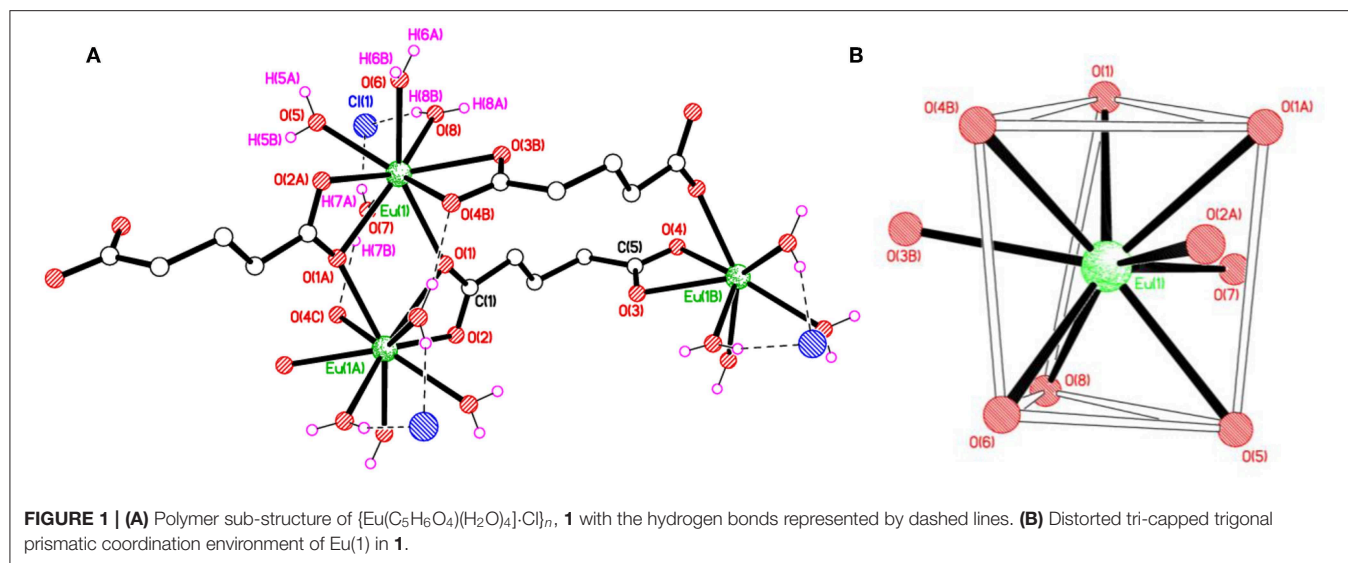 A
H(6A)
H(6B)
O(6)
H(5A)
Cl(1)
H(8B)
H(8A)
O(5)
O(8)
H(5B)
O(3B)
O(2A)
H(7A)
Eu(1)
O(4B)
O(7)
H(7B)
O(1)
O(4)
C(5)
O(1A)
C(1)
Eu(1B)
O(3)
O(4C)
O(2)
Eu(1A)
B
O(1)
O(4B)
O(1A)
O(2A)
O(3B)
Eu(1)
O(7)
O(8)
O(6)
O(5)
FIGURE 1 | (A) Polymer sub-structure of {Eu(C₅H₆O₄)(H₂O)₄]·Cl}ₙ, 1 with the hydrogen bonds represented by dashed lines. (B) Distorted tri-capped trigonal
prismatic coordination environment of Eu(1) in 1.